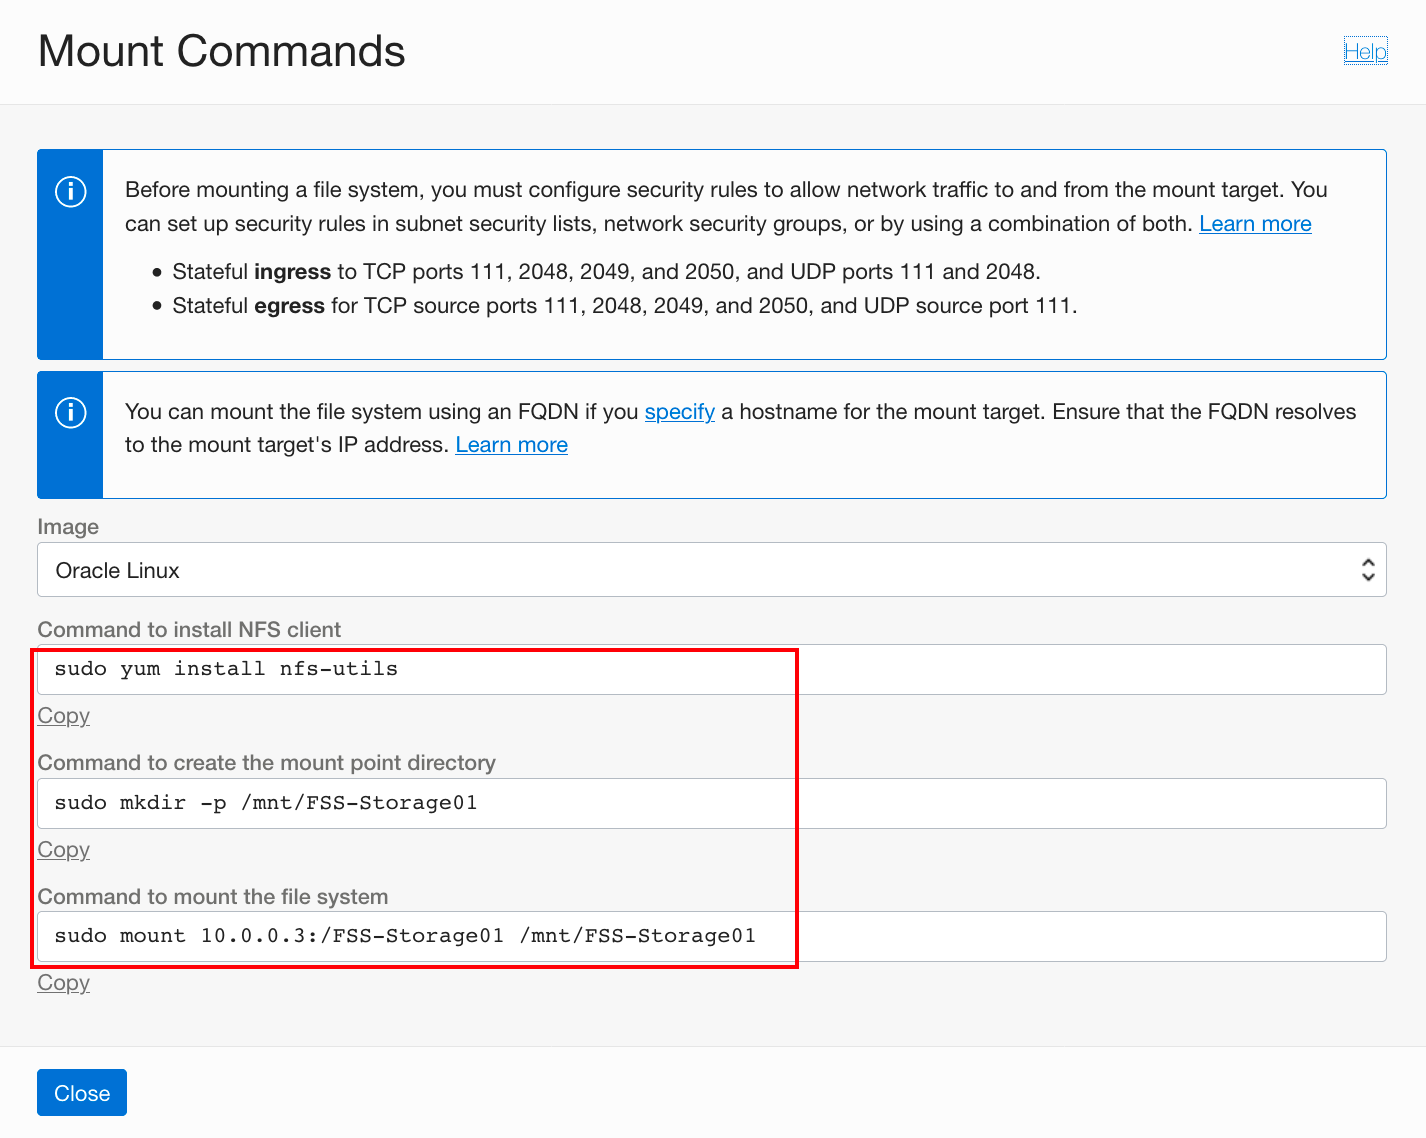 Mount Commands
Help
Before mounting a file system, you must configure security rules to allow network traffic to and from the mount target. You
can set up security rules in subnet security lists, network security groups, or by using a combination of both. Learn more
• Stateful ingress to TCP ports 111, 2048, 2049, and 2050, and UDP ports 111 and 2048.
• Stateful egress for TCP source ports 111, 2048, 2049, and 2050, and UDP source port 111.
You can mount the file system using an FQDN if you specify a hostname for the mount target. Ensure that the FQDN resolves
to the mount target's IP address. Learn more
Image
Oracle Linux
Command to install NFS client
sudo yum install nfs-utils
Copy
Command to create the mount point directory
sudo mkdir -p /mnt/FSS-Storage01
Copy
Command to mount the file system
sudo mount 10.0.0.3:/FSS-Storage01 /mnt/FSS-Storage01
Copy
Close